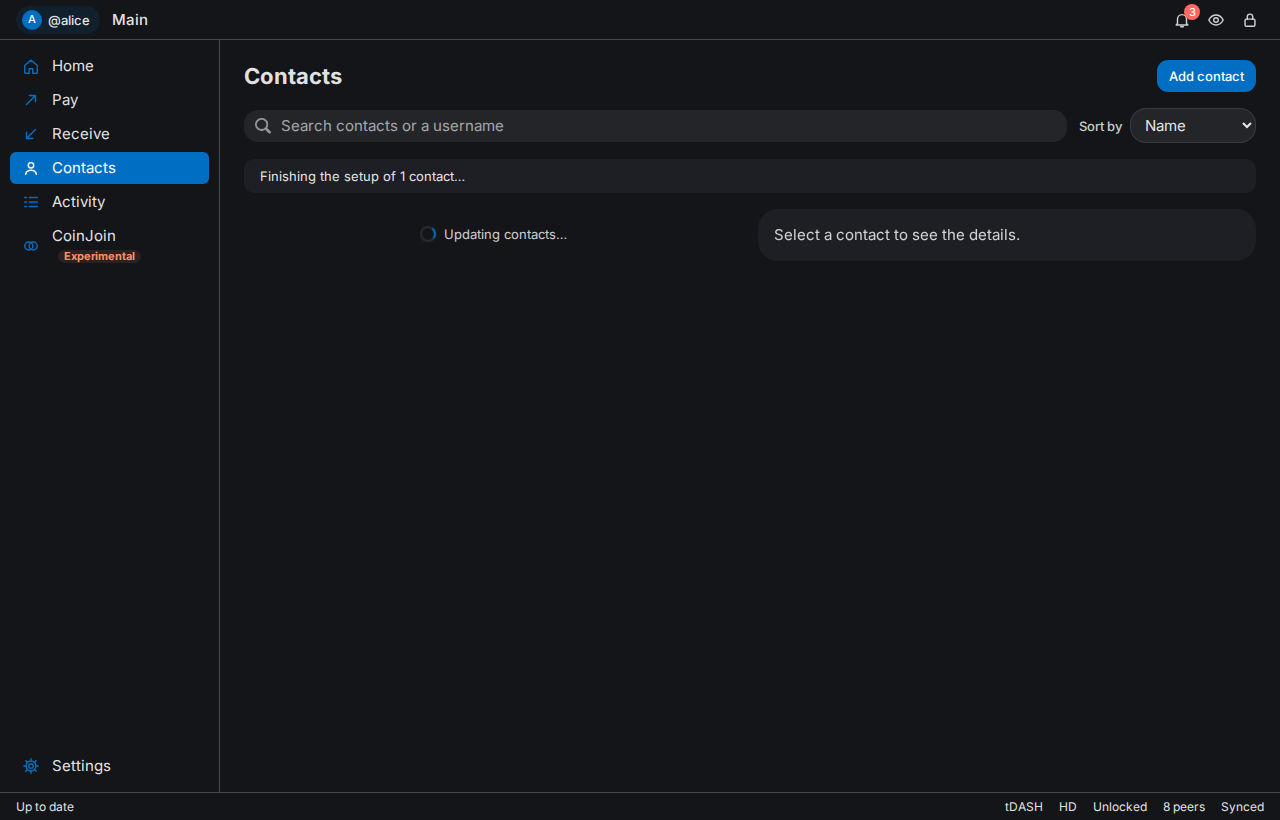 A @alice Main
3
Home
Pay
Receive
Contacts
Activity
CoinJoin
Experimental
Settings
Contacts
Add contact
Search contacts or a username
Sort by Name
Finishing the setup of 1 contact...
Updating contacts...
Select a contact to see the details.
Up to date
tDASH HD Unlocked 8 peers Synced